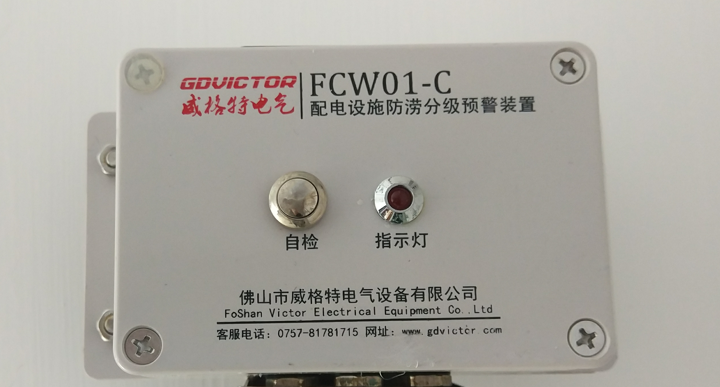 GDVICTOR
威格特电气
FCW01-C
配电设施防涝分级预警装置
自检
指示灯
佛山市威格特电气设备有限公司
FoShan Victor Electrical Equipment Co.,Ltd
客服电话：0757-81781715 网址：www.gdvictor.com